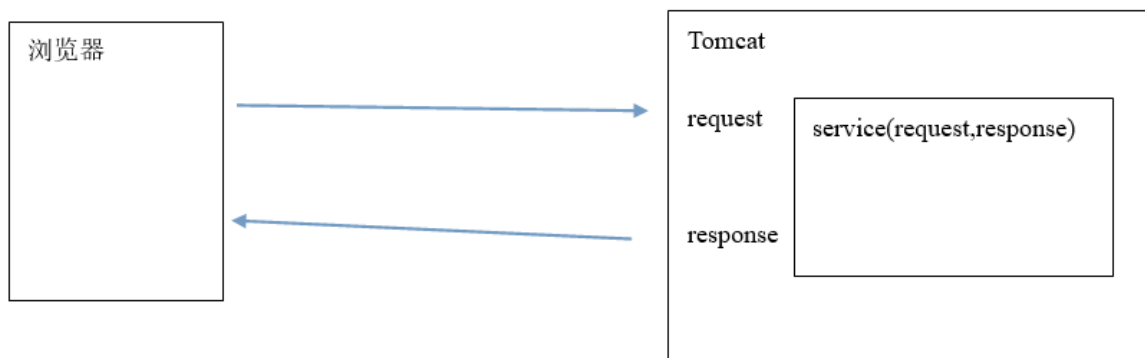 浏览器
Tomcat
request
service(request,response)
response